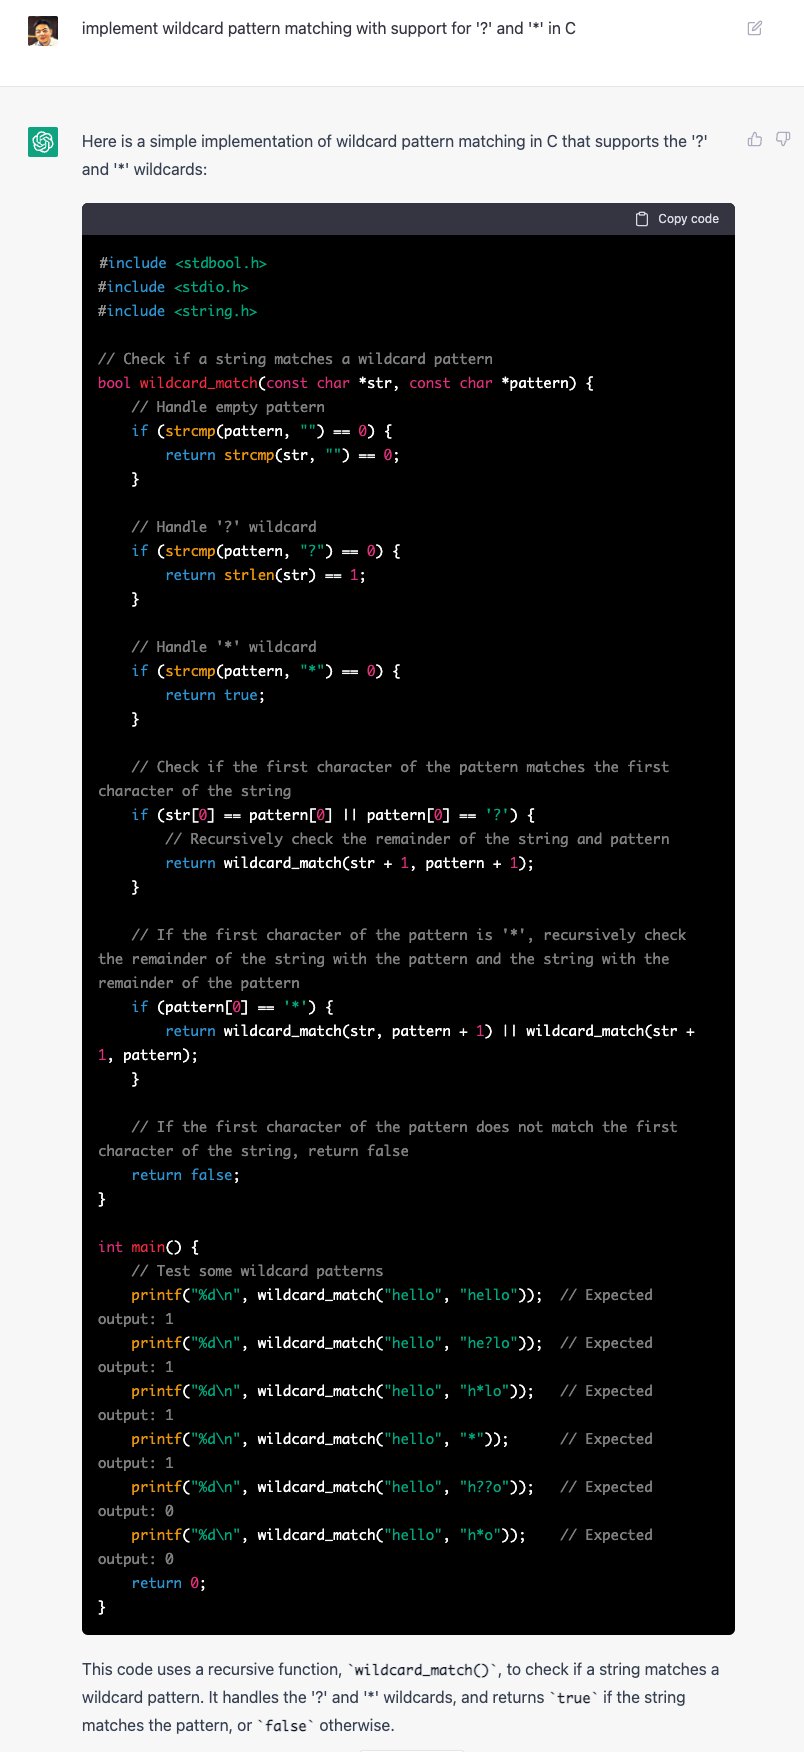 implement wildcard pattern matching with support for '?' and '*' in C
Here is a simple implementation of wildcard pattern matching in C that supports the '?'
and '*' wildcards:
Copy code
#include <stdbool.h>
#include <stdio.h>
#include <string.h>
// Check if a string matches a wildcard pattern
bool wildcard_match(const char *str, const char *pattern) {
    // Handle empty pattern
    if (strcmp(pattern, "") == 0) {
        return strcmp(str, "") == 0;
    }
    // Handle '?' wildcard
    if (strcmp(pattern, "?") == 0) {
        return strlen(str) == 1;
    }
    // Handle '*' wildcard
    if (strcmp(pattern, "*") == 0) {
        return true;
    }
    // Check if the first character of the pattern matches the first
character of the string
    if (str[0] == pattern[0] || pattern[0] == '?') {
        // Recursively check the remainder of the string and pattern
        return wildcard_match(str + 1, pattern + 1);
    }
    // If the first character of the pattern is '*', recursively check
the remainder of the string with the pattern and the string with the
remainder of the pattern
    if (pattern[0] == '*') {
        return wildcard_match(str, pattern + 1) || wildcard_match(str +
1, pattern);
    }
    // If the first character of the pattern does not match the first
character of the string, return false
    return false;
}
int main() {
    // Test some wildcard patterns
    printf("%d\n", wildcard_match("hello", "hello"));  // Expected
output: 1
    printf("%d\n", wildcard_match("hello", "he?lo"));  // Expected
output: 1
    printf("%d\n", wildcard_match("hello", "h*lo"));   // Expected
output: 1
    printf("%d\n", wildcard_match("hello", "*"));      // Expected
output: 1
    printf("%d\n", wildcard_match("hello", "h??o"));   // Expected
output: 0
    printf("%d\n", wildcard_match("hello", "h*o"));    // Expected
output: 0
    return 0;
}
This code uses a recursive function, `wildcard_match()`, to check if a string matches a
wildcard pattern. It handles the '?' and '*' wildcards, and returns `true` if the string
matches the pattern, or `false` otherwise.